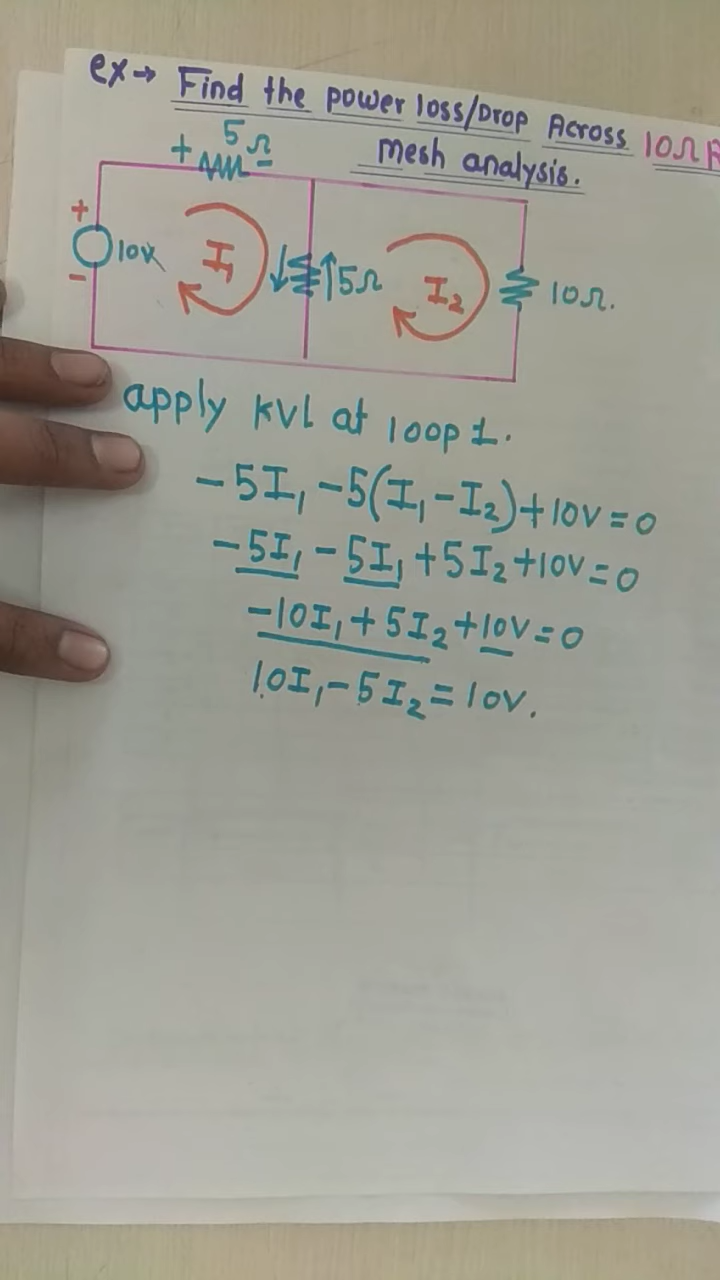 ex→ Find the power loss/Drop Across 10Ω
mesh analysis.
+ 5Ω -
+
10V
-
I₁
5Ω
I₂
10Ω.
apply KVL at loop 1.
-5I₁ -5(I₁-I₂)+10V=0
-5I₁ -5I₁ +5I₂+10V=0
-10I₁+5I₂+10V=0
10I₁-5I₂=10V.